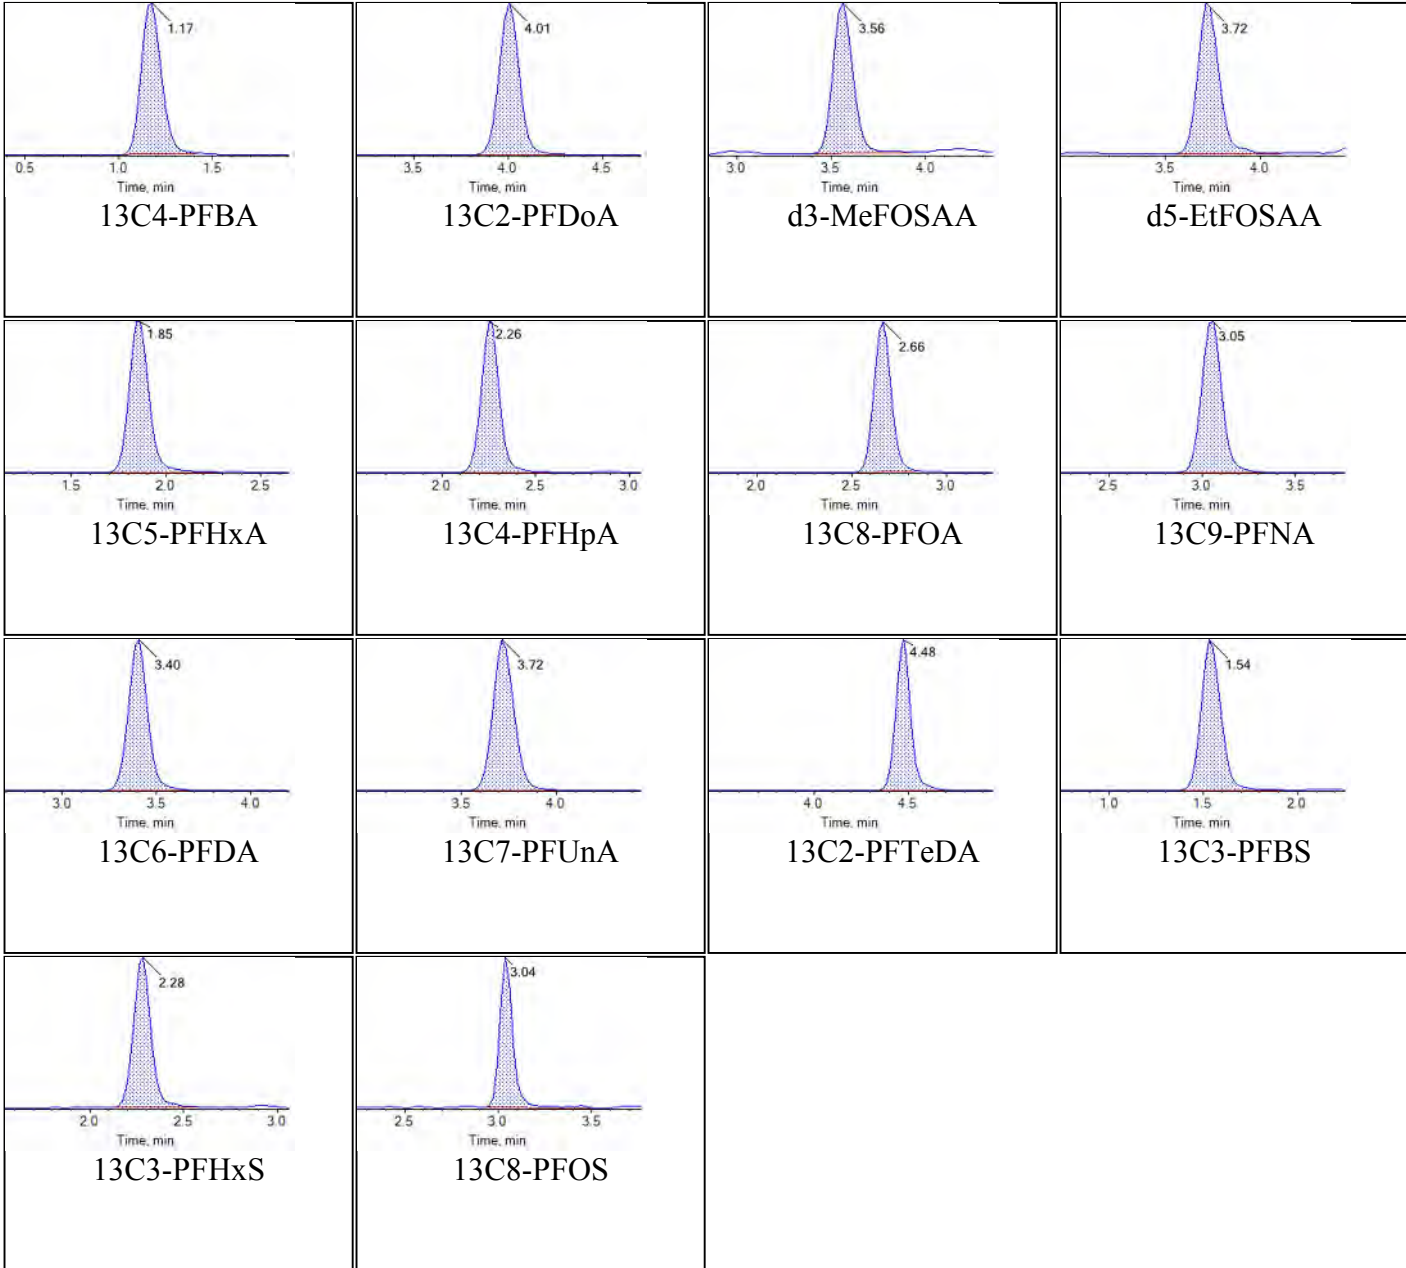 1.17
0.5 1.0 1.5
Time, min
13C4-PFBA
4.01
3.5 4.0 4.5
Time, min
13C2-PFDoA
3.56
3.0 3.5 4.0
Time, min
d3-MeFOSAA
3.72
3.5 4.0
Time, min
d5-EtFOSAA
1.85
1.5 2.0 2.5
Time, min
13C5-PFHxA
2.26
2.0 2.5 3.0
Time, min
13C4-PFHpA
2.66
2.0 2.5 3.0
Time, min
13C8-PFOA
3.05
2.5 3.0 3.5
Time, min
13C9-PFNA
3.40
3.0 3.5 4.0
Time, min
13C6-PFDA
3.72
3.5 4.0
Time, min
13C7-PFUnA
4.48
4.0 4.5
Time, min
13C2-PFTeDA
1.54
1.0 1.5 2.0
Time, min
13C3-PFBS
2.28
2.0 2.5 3.0
Time, min
13C3-PFHxS
3.04
2.5 3.0 3.5
Time, min
13C8-PFOS